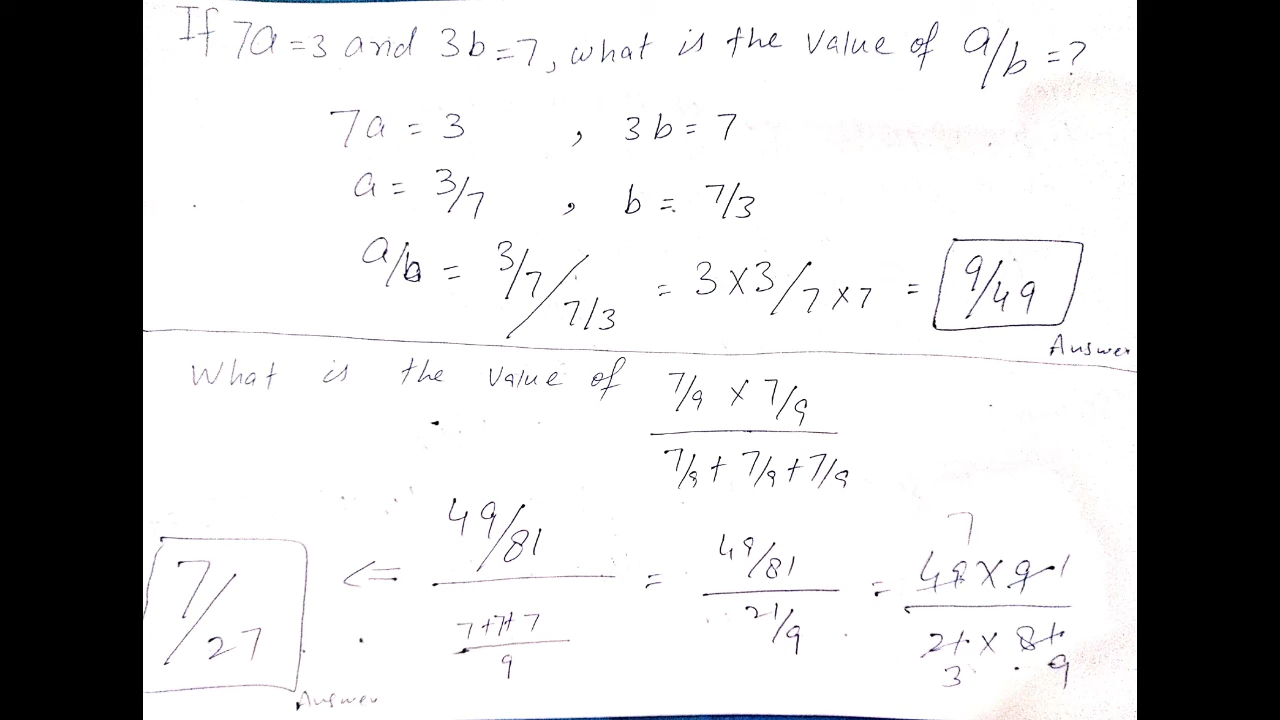 If 7a=3 and 3b=7, what is the value of a/b=?
7a = 3 , 3b = 7
a = 3/7 , b = 7/3
a/b = 3/7/7/3 = 3×3/7×7 = 9/49
Answer
What is the value of 7/9 × 7/9
7/9 + 7/9 + 7/9
7
49/81 = 49/81 = 49 × 9 1
7/27 <= 7+7+7 21/9 21 × 81
9 3 9
Answer